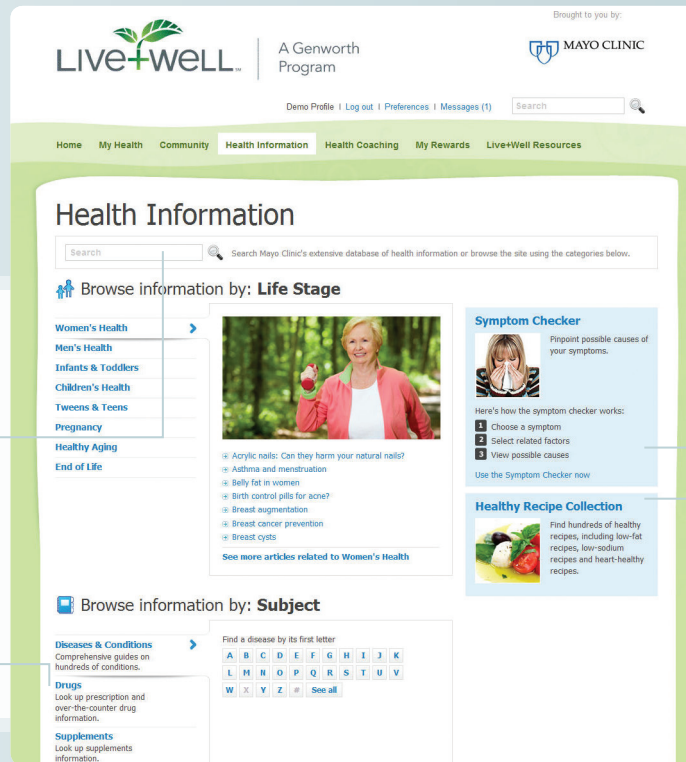 Brought to you by:
LIVE+WELL™
A Genworth
Program
MAYO CLINIC
Demo Profile | Log out | Preferences | Messages (1)
Search
Home My Health Community Health Information Health Coaching My Rewards Live+Well Resources
Health Information
Search
Search Mayo Clinic's extensive database of health information or browse the site using the categories below.
Browse information by: Life Stage
Women's Health
Men's Health
Infants & Toddlers
Children's Health
Tweens & Teens
Pregnancy
Healthy Aging
End of Life
Acrylic nails: Can they harm your natural nails?
Asthma and menstruation
Belly fat in women
Birth control pills for acne?
Breast augmentation
Breast cancer prevention
Breast cysts
See more articles related to Women's Health
Symptom Checker
Pinpoint possible causes of
your symptoms.
Here's how the symptom checker works:
1 Choose a symptom
2 Select related factors
3 View possible causes
Use the Symptom Checker now
Healthy Recipe Collection
Find hundreds of healthy
recipes, including low-fat
recipes, low-sodium
recipes and heart-healthy
recipes.
Browse information by: Subject
Diseases & Conditions
Comprehensive guides on
hundreds of conditions.
Drugs
Look up prescription and
over-the-counter drug
information.
Supplements
Look up supplements
information.
Find a disease by its first letter
A B C D E F G H I J K
L M N O P Q R S T U V
W X Y Z # See all